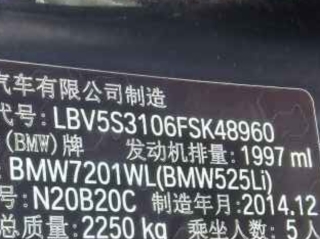 汽车有限公司制造
代号: LBV5S3106FSK48960
(BMW)牌 发动机排量: 1997 ml
: BMW7201WL(BMW525Li)
号: N20B20C 制造年月: 2014.12
总质量: 2250 kg 乘坐人数: 5人